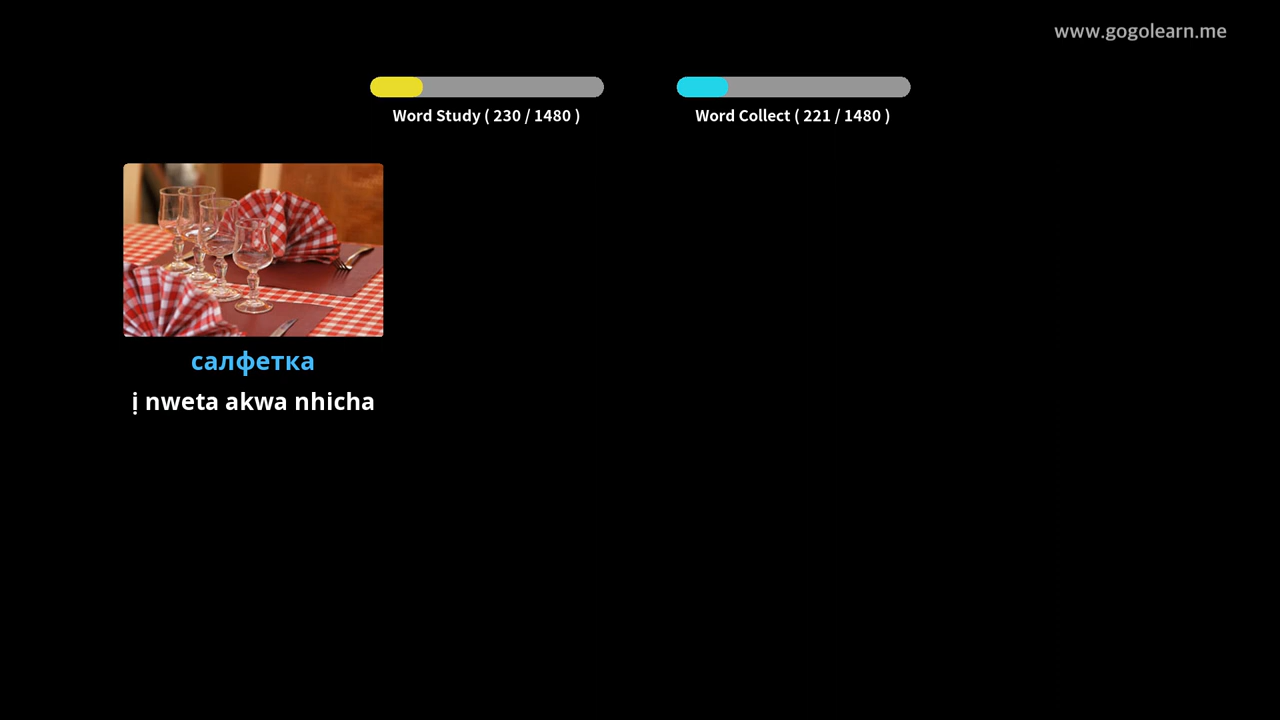 www.gogolearn.me
Word Study ( 230 / 1480 )
Word Collect ( 221 / 1480 )
салфетка
ị nweta akwa nhicha